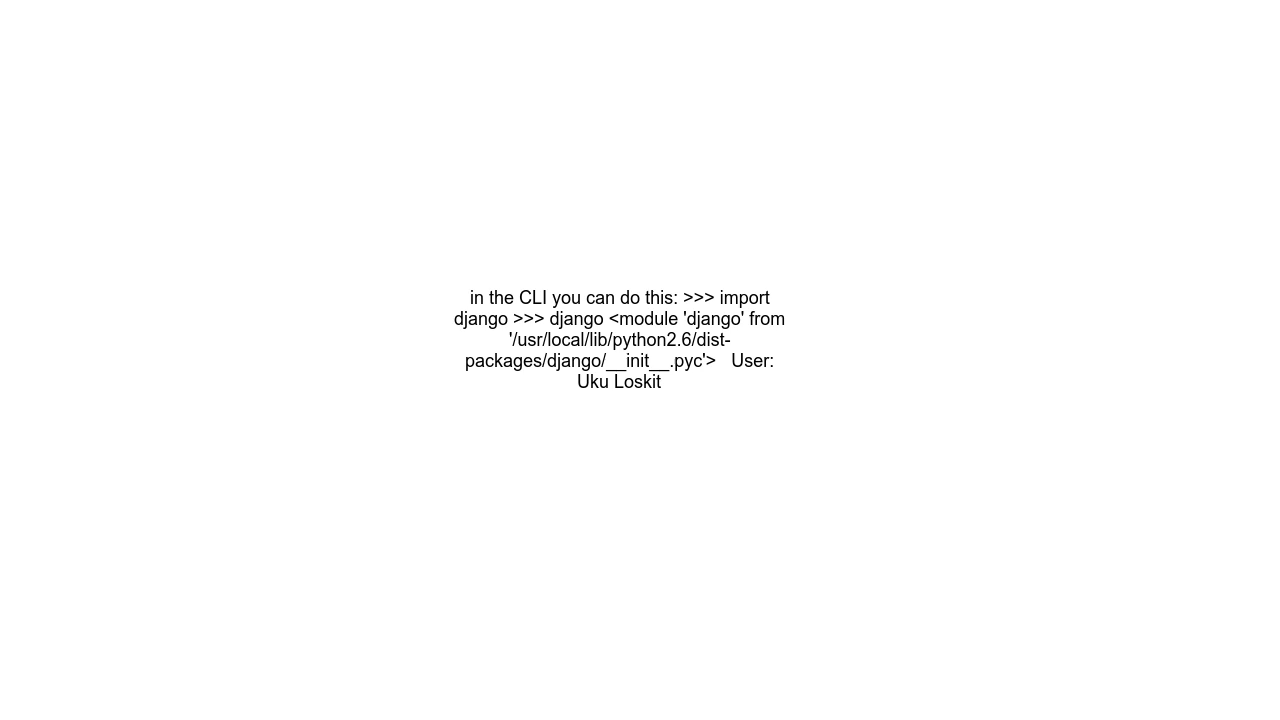 in the CLI you can do this: >>> import
django >>> django <module 'django' from
'/usr/local/lib/python2.6/dist-
packages/django/__init__.pyc'>   User:
Uku Loskit